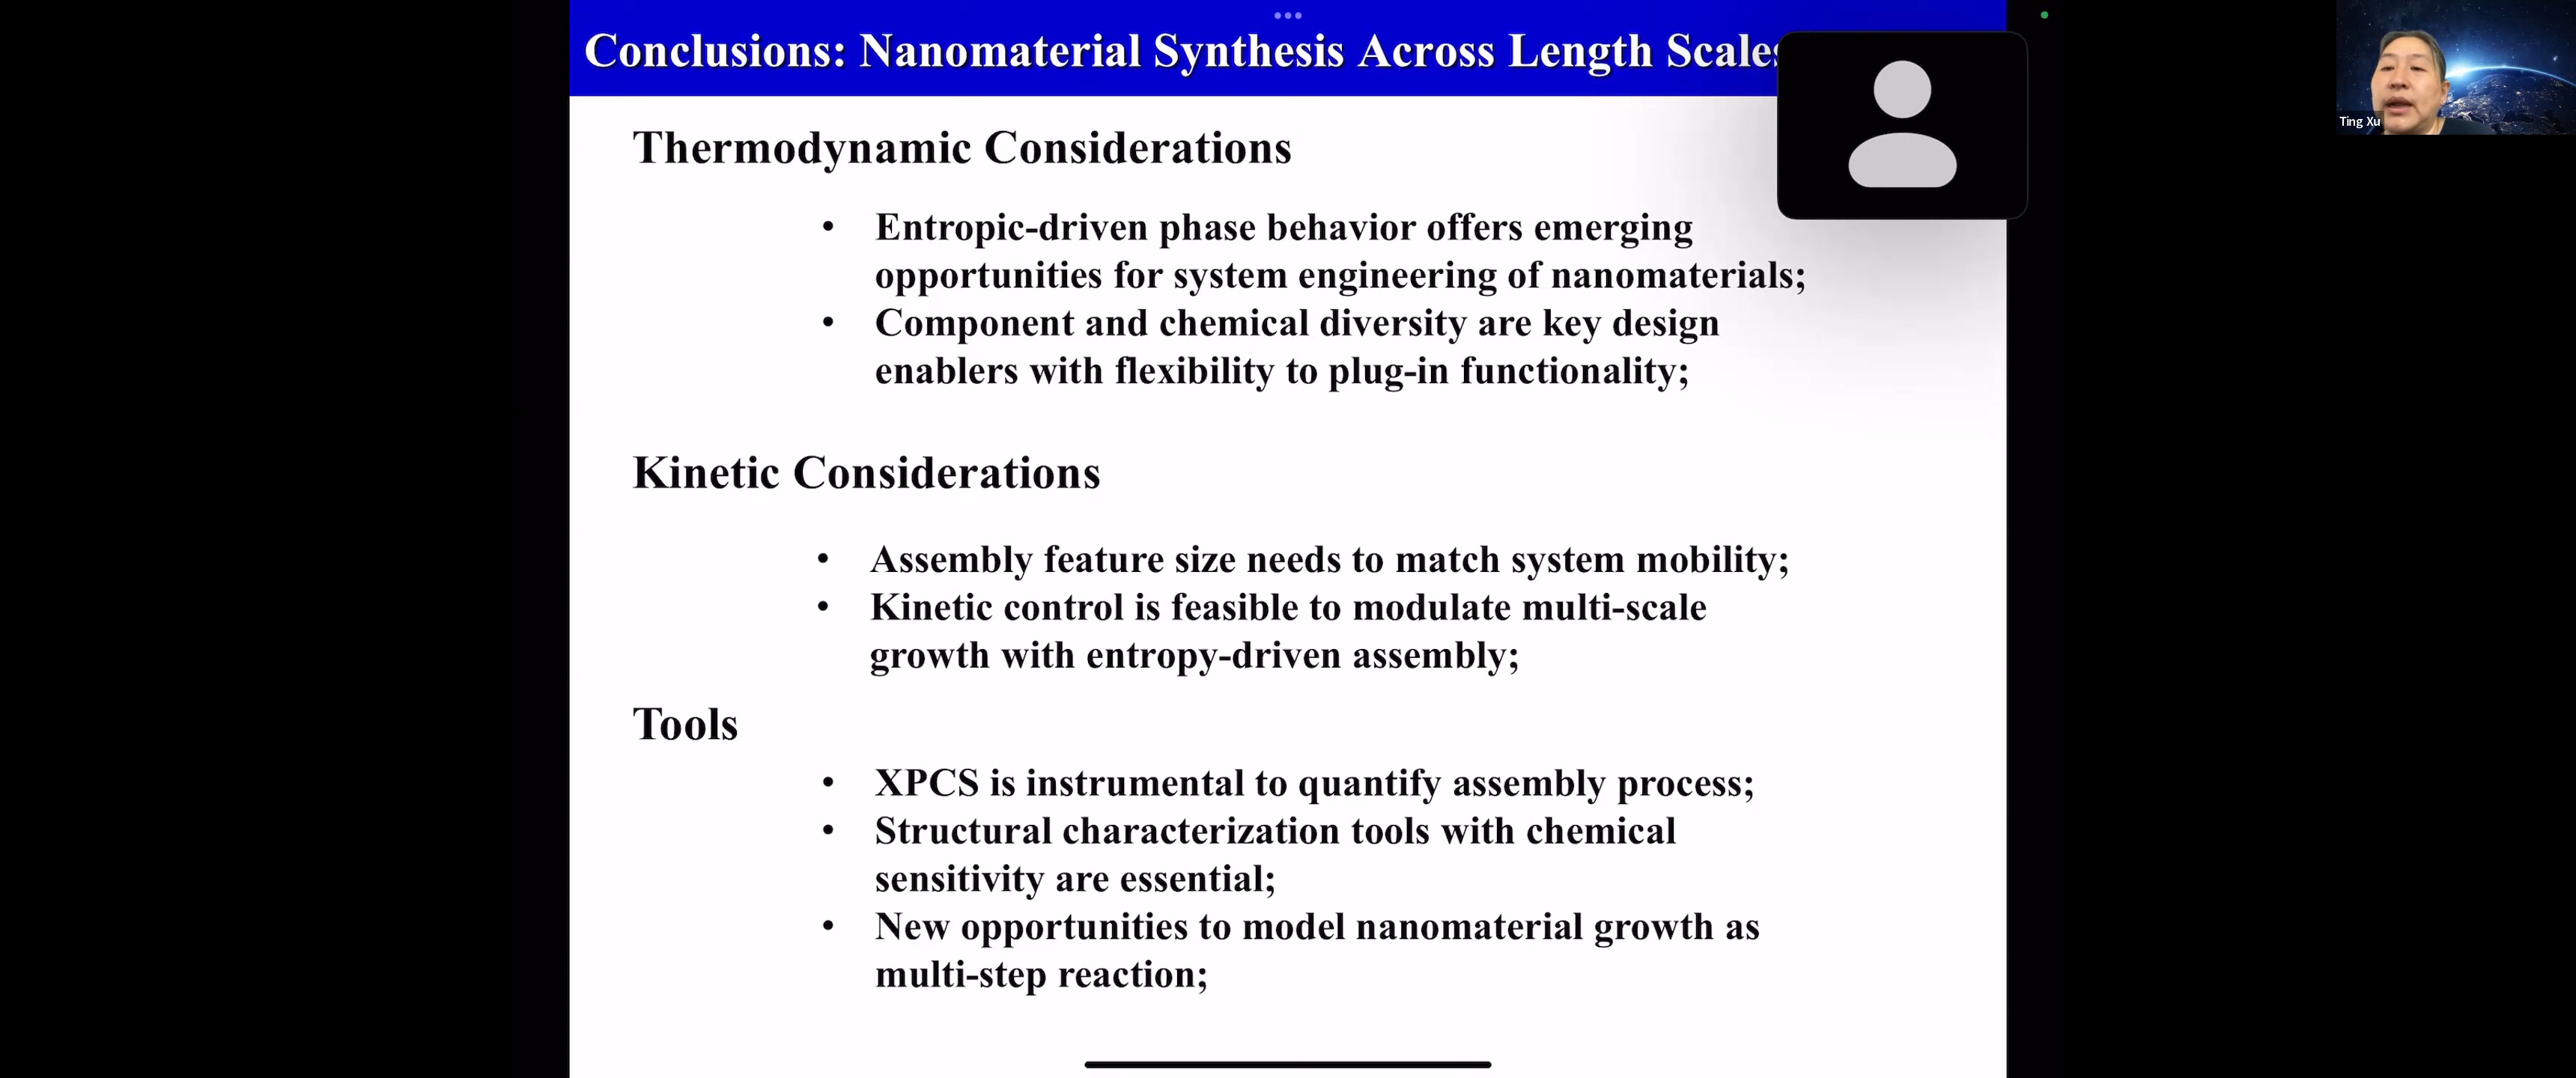 Conclusions: Nanomaterial Synthesis Across Length Scales
Ting Xu
Thermodynamic Considerations
• Entropic-driven phase behavior offers emerging
opportunities for system engineering of nanomaterials;
• Component and chemical diversity are key design
enablers with flexibility to plug-in functionality;
Kinetic Considerations
• Assembly feature size needs to match system mobility;
• Kinetic control is feasible to modulate multi-scale
growth with entropy-driven assembly;
Tools
• XPCS is instrumental to quantify assembly process;
• Structural characterization tools with chemical
sensitivity are essential;
• New opportunities to model nanomaterial growth as
multi-step reaction;